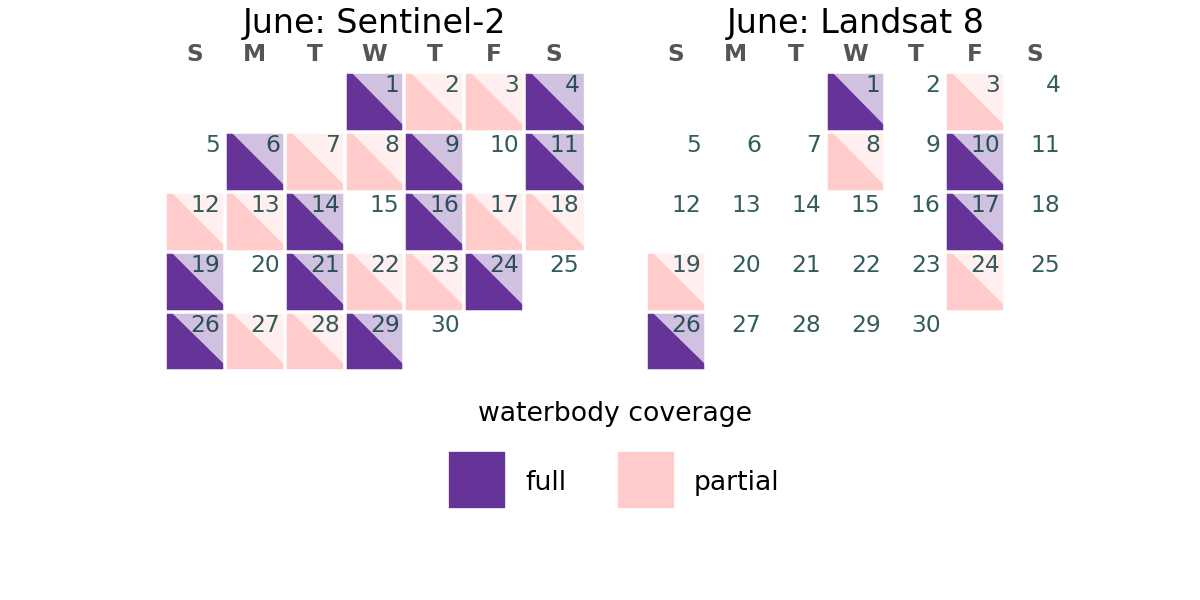 June: Sentinel-2
S M T W T F S
1 2 3 4
5 6 7 8 9 10 11
12 13 14 15 16 17 18
19 20 21 22 23 24 25
26 27 28 29 30
June: Landsat 8
S M T W T F S
1 2 3 4
5 6 7 8 9 10 11
12 13 14 15 16 17 18
19 20 21 22 23 24 25
26 27 28 29 30
waterbody coverage
full
partial